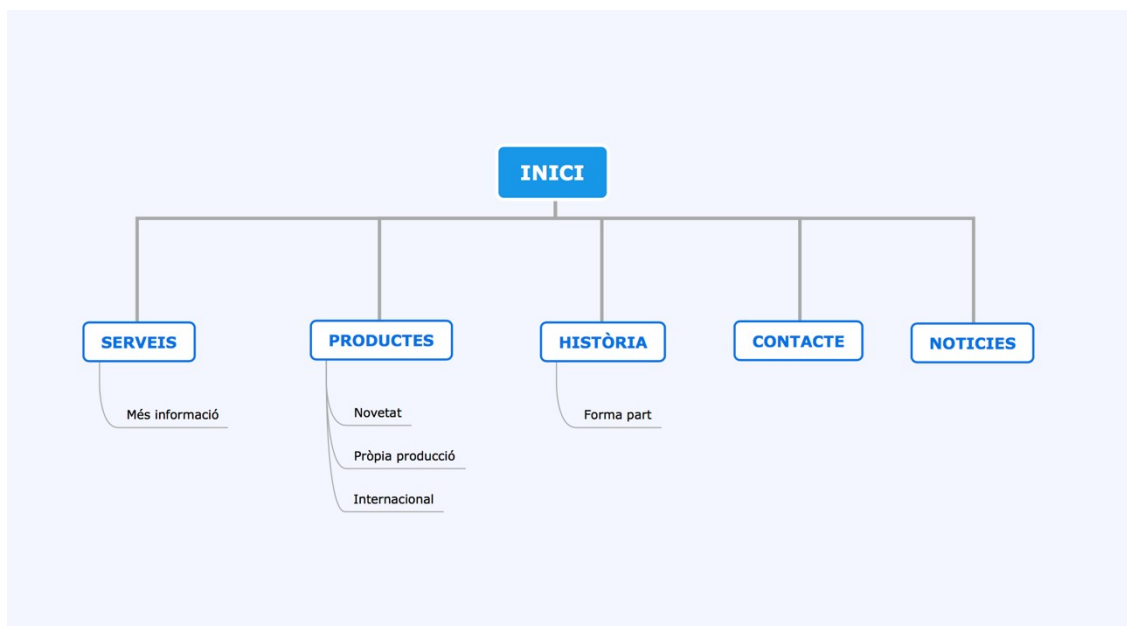 INICI
SERVEIS
PRODUCTES
HISTÒRIA
CONTACTE
NOTICIES
Més informació
Novetat
Forma part
Pròpia producció
Internacional